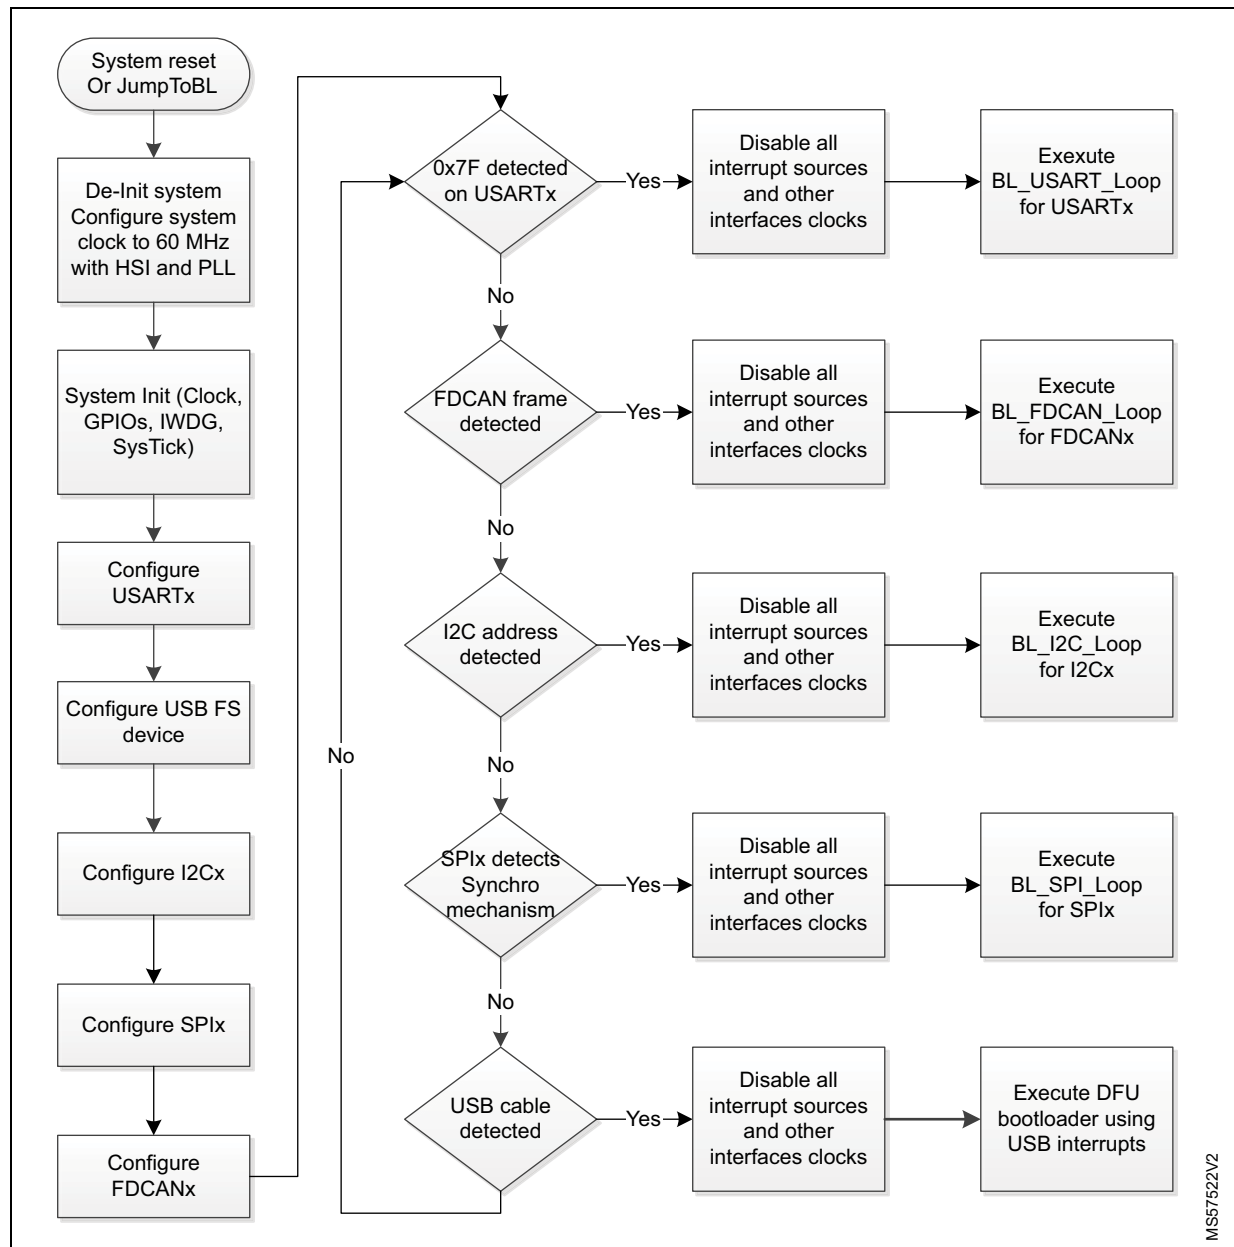 System reset
Or JumpToBL
De-Init system
Configure system
clock to 60 MHz
with HSI and PLL
System Init (Clock,
GPIOs, IWDG,
SysTick)
Configure
USARTx
Configure USB FS
device
Configure I2Cx
Configure SPIx
Configure
FDCANx
0x7F detected
on USARTx
Yes
Disable all
interrupt sources
and other
interfaces clocks
Exexute
BL_USART_Loop
for USARTx
No
FDCAN frame
detected
Yes
Disable all
interrupt sources
and other
interfaces clocks
Execute
BL_FDCAN_Loop
for FDCANx
No
I2C address
detected
Yes
Disable all
interrupt sources
and other
interfaces clocks
Execute
BL_I2C_Loop
for I2Cx
No
SPIx detects
Synchro
mechanism
Yes
Disable all
interrupt sources
and other
interfaces clocks
Execute
BL_SPI_Loop
for SPIx
No
USB cable
detected
Yes
Disable all
interrupt sources
and other
interfaces clocks
Execute DFU
bootloader using
USB interrupts
No
MS57522V2